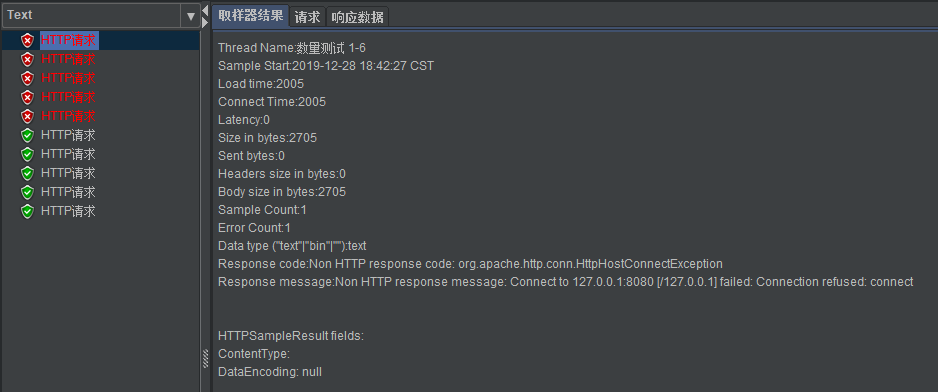 Text
HTTP请求
HTTP请求
HTTP请求
HTTP请求
HTTP请求
HTTP请求
HTTP请求
HTTP请求
HTTP请求
HTTP请求
取样器结果 请求 响应数据
Thread Name:数量测试 1-6
Sample Start:2019-12-28 18:42:27 CST
Load time:2005
Connect Time:2005
Latency:0
Size in bytes:2705
Sent bytes:0
Headers size in bytes:0
Body size in bytes:2705
Sample Count:1
Error Count:1
Data type ("text"|"bin"|""):text
Response code:Non HTTP response code: org.apache.http.conn.HttpHostConnectException
Response message:Non HTTP response message: Connect to 127.0.0.1:8080 [/127.0.0.1] failed: Connection refused: connect
HTTPSampleResult fields:
ContentType:
DataEncoding: null